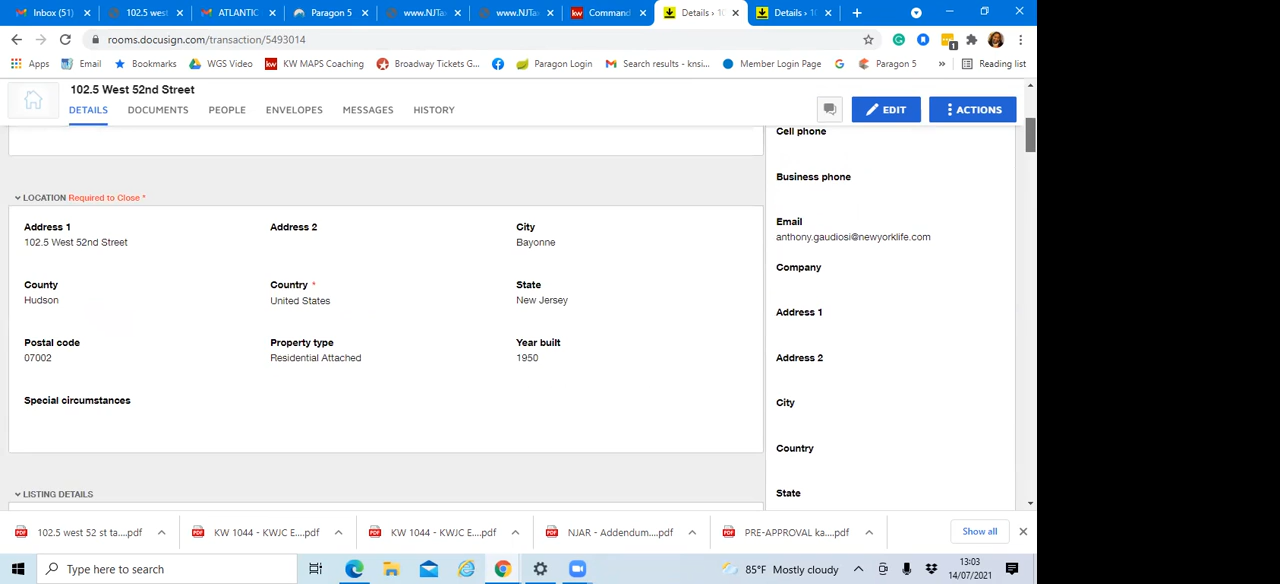 Inbox (51)
102.5 west
ATLANTIC
Paragon 5
www.NJTa
www.NJTa
kw Command
Details › 10
Details › 10
rooms.docusign.com/transaction/5493014
1
Apps
Email
Bookmarks
WGS Video
kw KW MAPS Coaching
Broadway Tickets G...
Paragon Login
Search results - knsi...
Member Login Page
Paragon 5
»
Reading list
102.5 West 52nd Street
DETAILS
DOCUMENTS
PEOPLE
ENVELOPES
MESSAGES
HISTORY
EDIT
ACTIONS
LOCATION Required to Close *
Address 1
102.5 West 52nd Street
Address 2
City
Bayonne
County
Hudson
Country *
United States
State
New Jersey
Postal code
07002
Property type
Residential Attached
Year built
1950
Special circumstances
LISTING DETAILS
Cell phone
Business phone
Email
anthony.gaudiosi@newyorklife.com
Company
Address 1
Address 2
City
Country
State
102.5 west 52 st ta....pdf
KW 1044 - KWJC E....pdf
KW 1044 - KWJC E....pdf
NJAR - Addendum....pdf
PRE-APPROVAL ka....pdf
Show all
Type here to search
85°F Mostly cloudy
13:03
14/07/2021